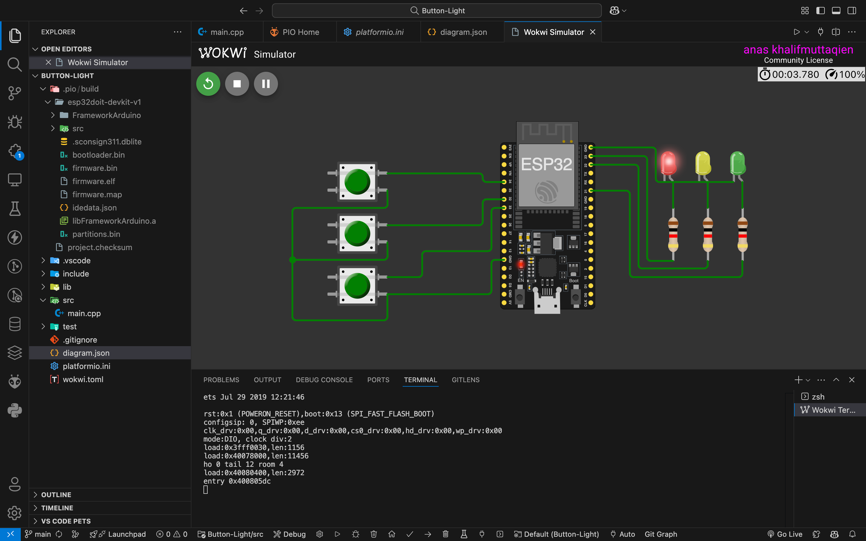 Button-Light
EXPLORER
OPEN EDITORS
Wokwi Simulator
BUTTON-LIGHT
.pio / build
esp32doit-devkit-v1
FrameworkArduino
src
.sconsign311.dblite
bootloader.bin
firmware.bin
firmware.elf
firmware.map
idedata.json
libFrameworkArduino.a
partitions.bin
project.checksum
.vscode
include
lib
src
main.cpp
test
.gitignore
diagram.json
platformio.ini
wokwi.toml
OUTLINE
TIMELINE
VS CODE PETS
1
main.cpp
PIO Home
platformio.ini
diagram.json
Wokwi Simulator
WOKWI Simulator
anas khalifmuttaqien
Community License
00:03.780 100%
ESP32
EN
Boot
PROBLEMS OUTPUT DEBUG CONSOLE PORTS TERMINAL GITLENS
ets Jul 29 2019 12:21:46
rst:0x1 (POWERON_RESET),boot:0x13 (SPI_FAST_FLASH_BOOT)
configsip: 0, SPIWP:0xee
clk_drv:0x00,q_drv:0x00,d_drv:0x00,cs0_drv:0x00,hd_drv:0x00,wp_drv:0x00
mode:DIO, clock div:2
load:0x3fff0030,len:1156
load:0x40078000,len:11456
ho 0 tail 12 room 4
load:0x40080400,len:2972
entry 0x400805dc
zsh
Wokwi Ter...
main Launchpad 0 0 Button-Light/src Debug Default (Button-Light) Auto Git Graph Go Live